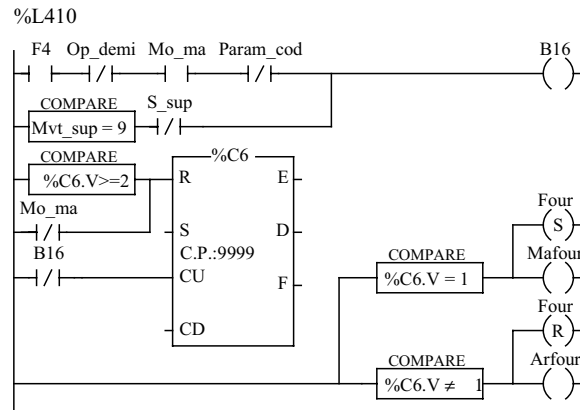 %L410
F4 Op_demi Mo_ma Param_cod B16
COMPARE S_sup
Mvt_sup = 9
COMPARE %C6
%C6.V>=2 R E
Mo_ma Four
S D S
B16 C.P.:9999 COMPARE Mafour
CU F %C6.V = 1
Four
CD R
COMPARE Arfour
%C6.V ≠ 1